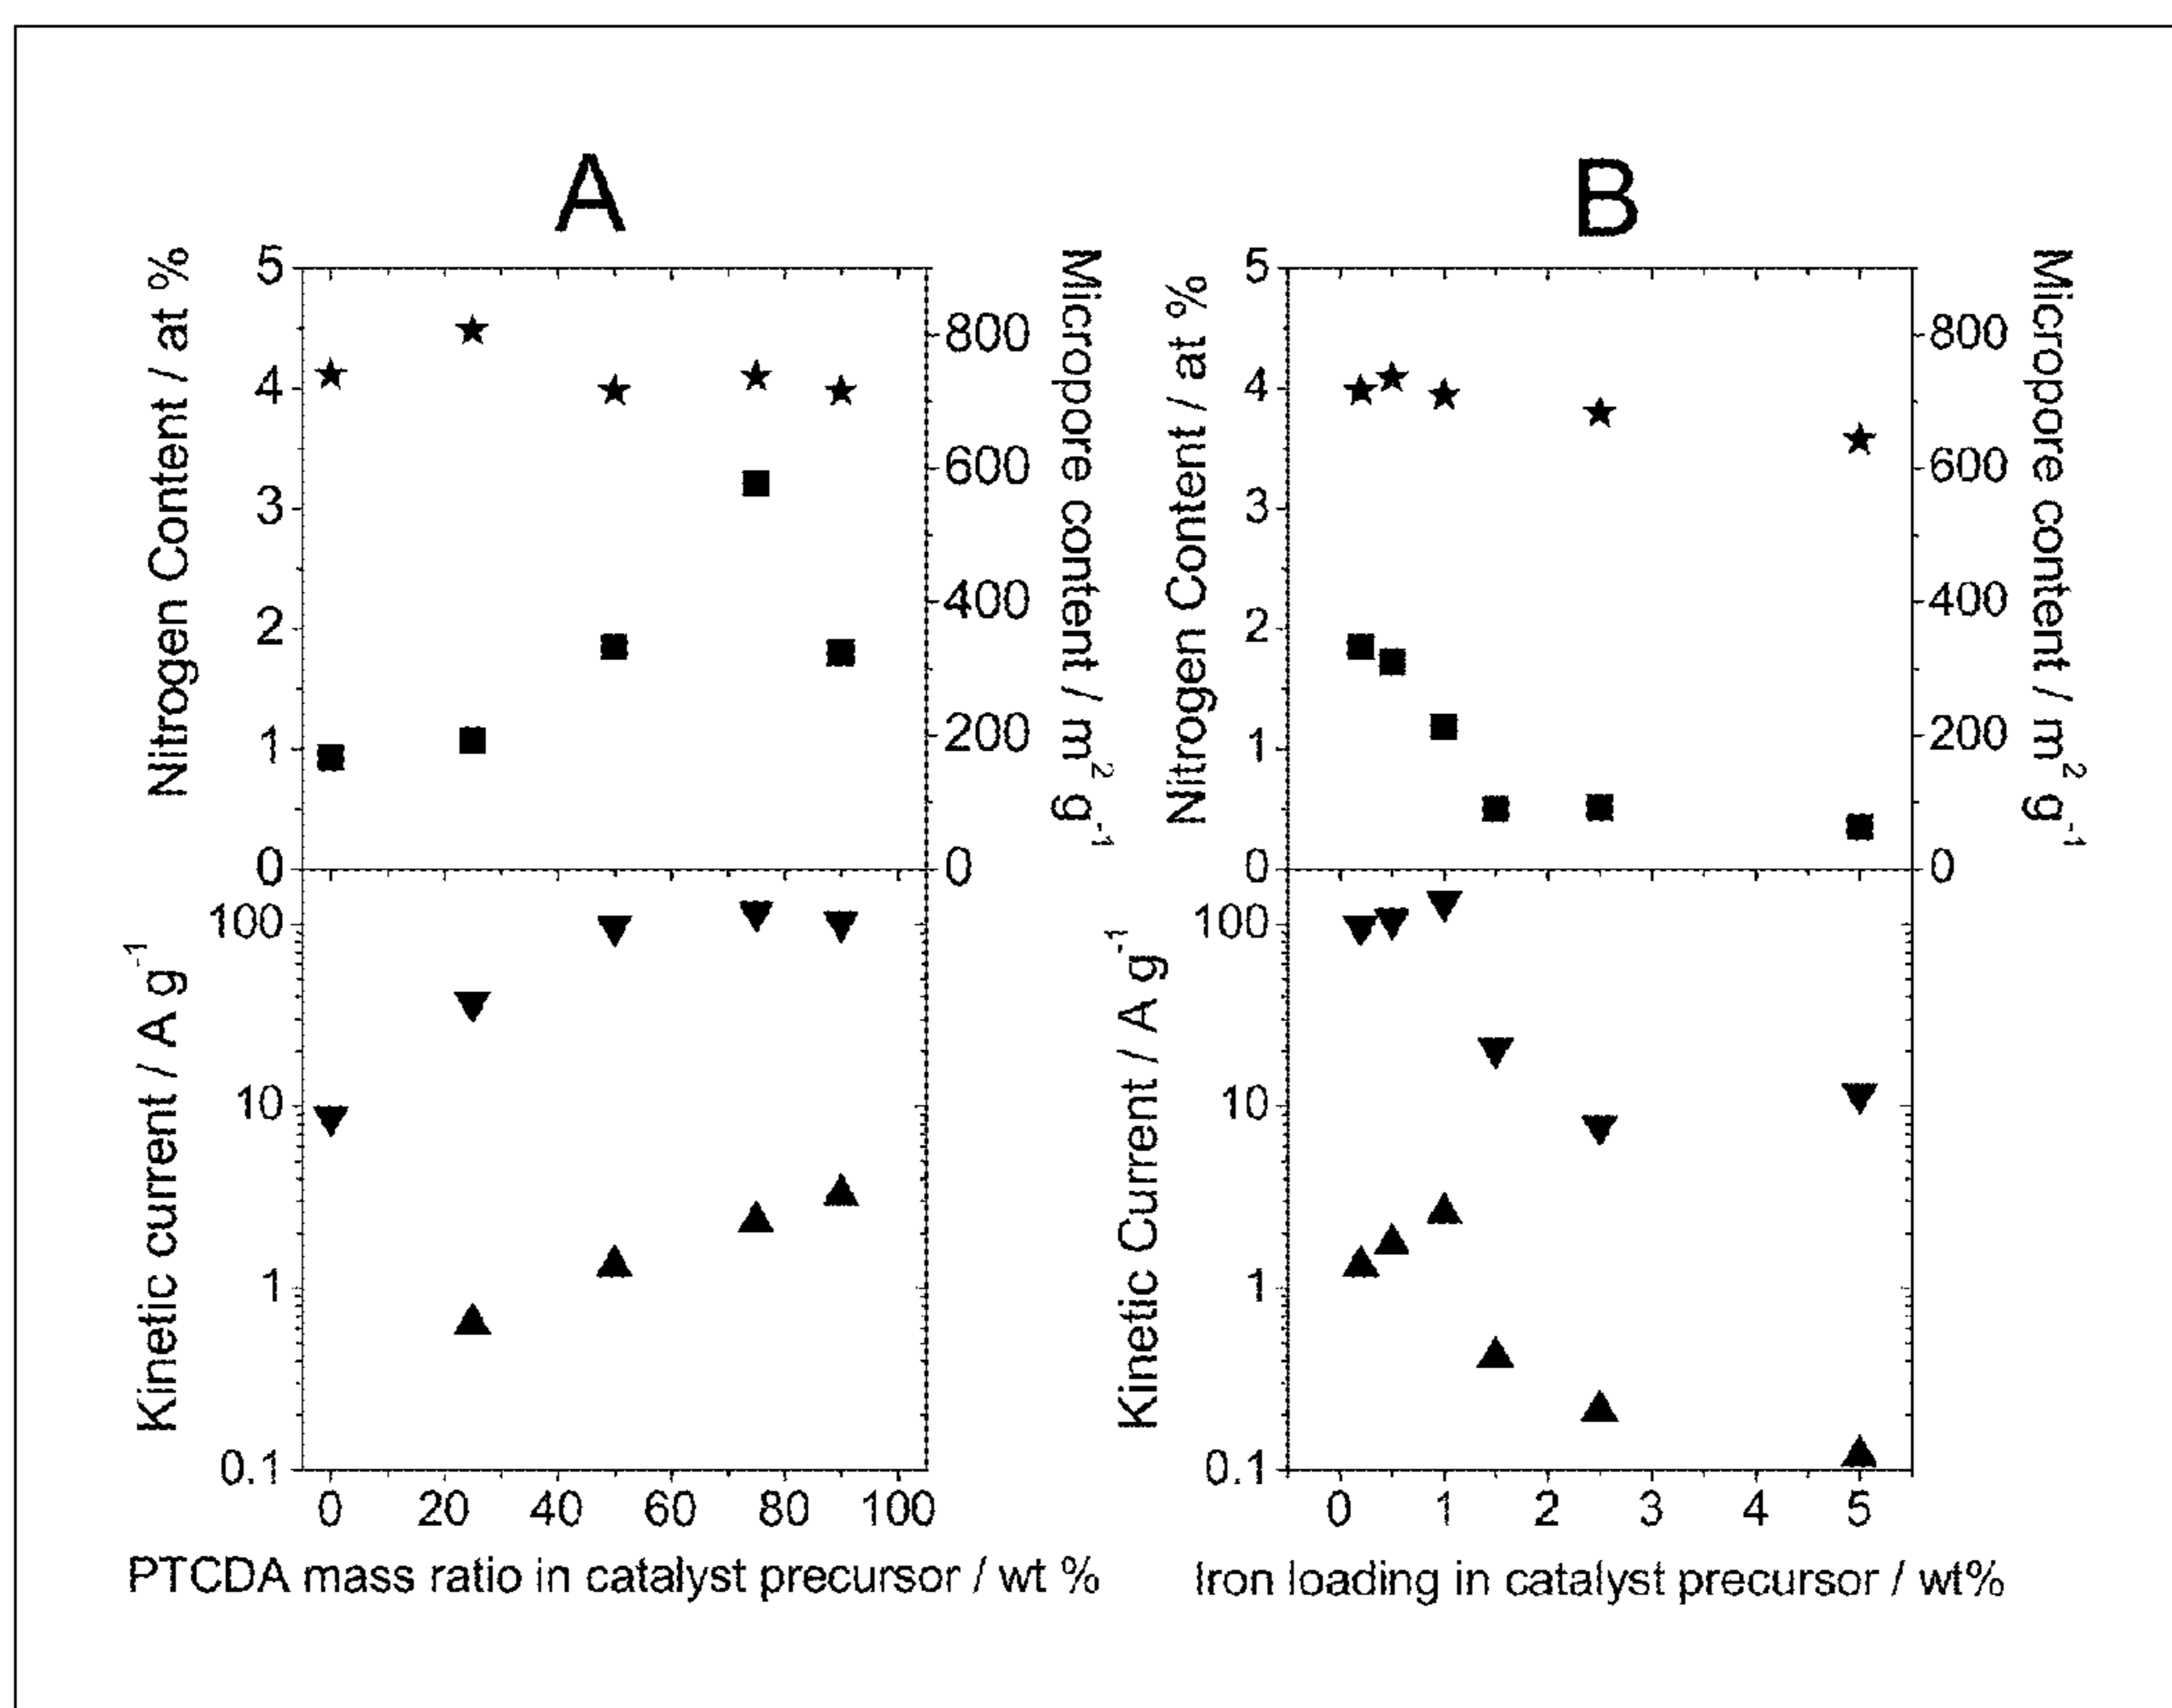 A
Nitrogen Content / at %
5
4
3
2
1
0
800
600
400
200
0
Micropore content / m² g⁻¹
Kinetic current / A g⁻¹
100
10
1
0.1
0 20 40 60 80 100
PTCDA mass ratio in catalyst precursor / wt %
B
Nitrogen Content / at %
5
4
3
2
1
0
800
600
400
200
0
Micropore content / m² g⁻¹
Kinetic Current / A g⁻¹
100
10
1
0.1
0 1 2 3 4 5
Iron loading in catalyst precursor / wt%